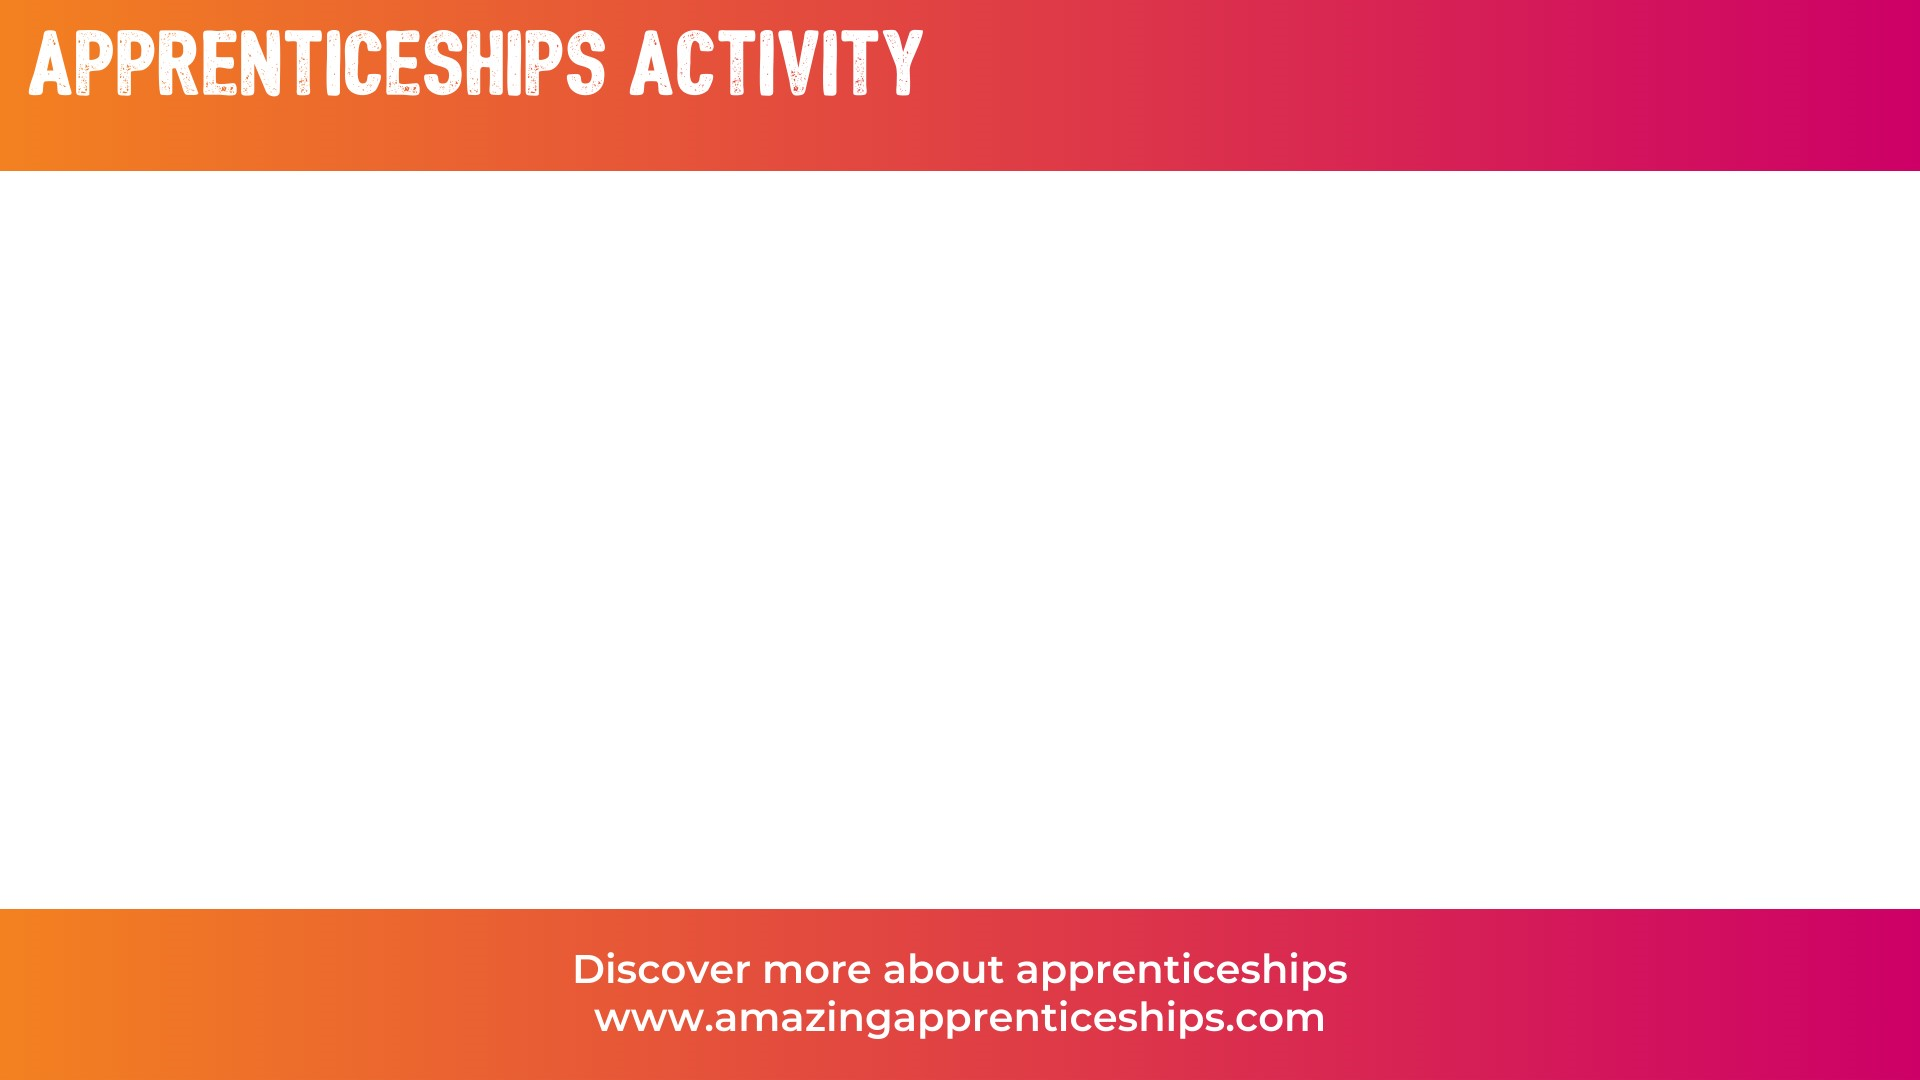 APPRENTICESHIPS ACTIVITY
Discover more about apprenticeships
www.amazingapprenticeships.com